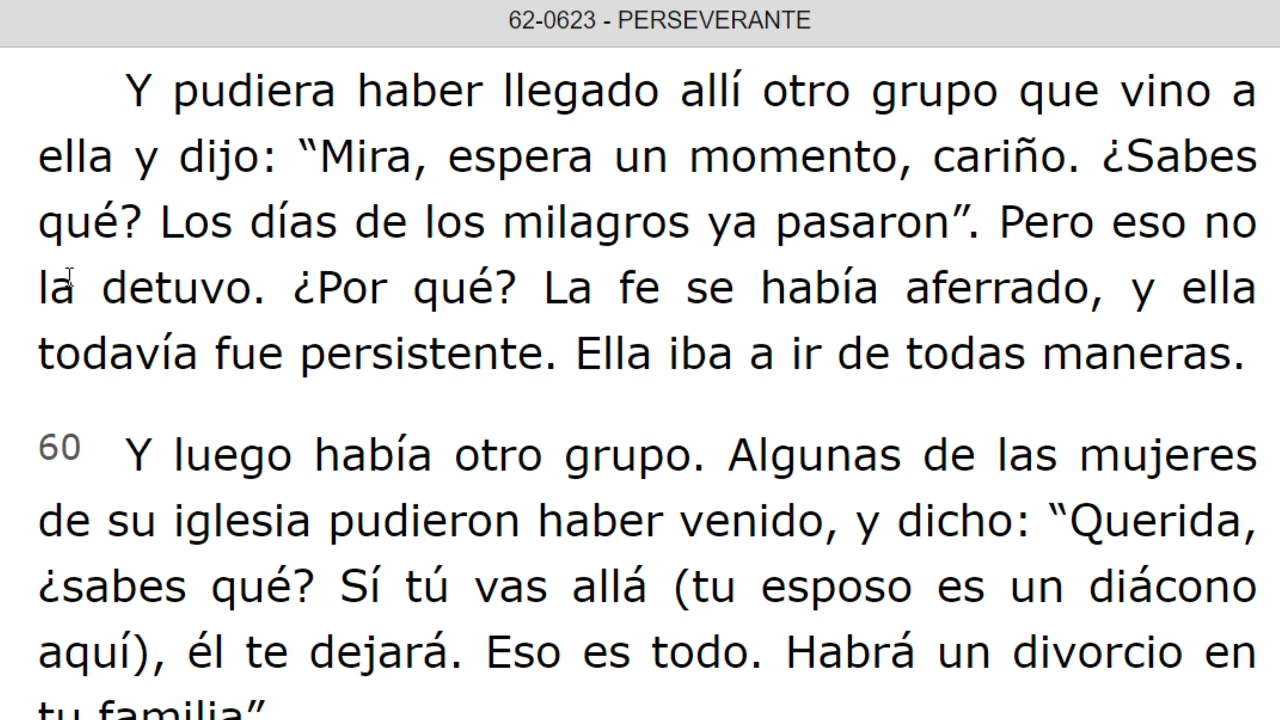 62-0623 - PERSEVERANTE
Y pudiera haber llegado allí otro grupo que vino a
ella y dijo: “Mira, espera un momento, cariño. ¿Sabes
qué? Los días de los milagros ya pasaron”. Pero eso no
la detuvo. ¿Por qué? La fe se había aferrado, y ella
todavía fue persistente. Ella iba a ir de todas maneras.
60 Y luego había otro grupo. Algunas de las mujeres
de su iglesia pudieron haber venido, y dicho: “Querida,
¿sabes qué? Sí tú vas allá (tu esposo es un diácono
aquí), él te dejará. Eso es todo. Habrá un divorcio en
tu familia”